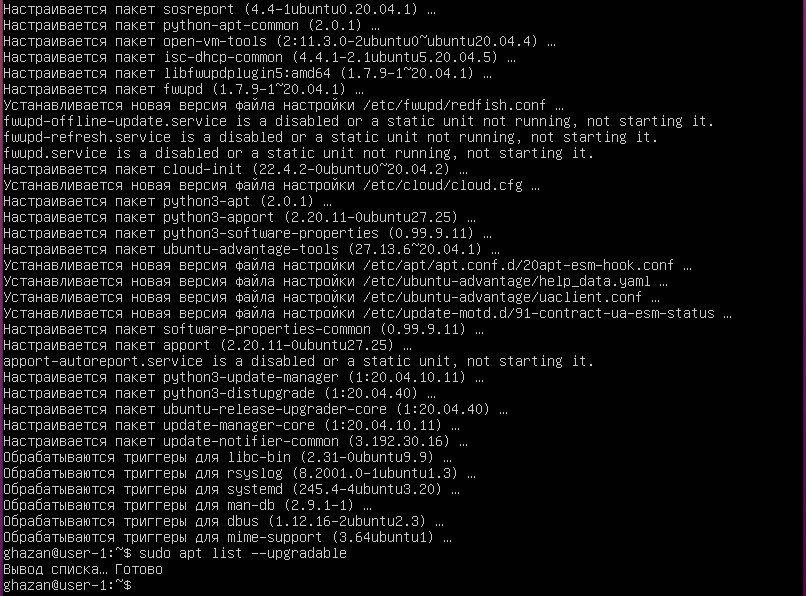 Настраивается пакет sosreport (4.4-1ubuntu0.20.04.1) …
Настраивается пакет python-apt-common (2.0.1) …
Настраивается пакет open-vm-tools (2:11.3.0-2ubuntu0~ubuntu20.04.4) …
Настраивается пакет isc-dhcp-common (4.4.1-2.1ubuntu5.20.04.5) …
Настраивается пакет libfwupdplugin5:amd64 (1.7.9-1~20.04.1) …
Настраивается пакет fwupd (1.7.9-1~20.04.1) …
Устанавливается новая версия файла настройки /etc/fwupd/redfish.conf …
fwupd-offline-update.service is a disabled or a static unit not running, not starting it.
fwupd-refresh.service is a disabled or a static unit not running, not starting it.
fwupd.service is a disabled or a static unit not running, not starting it.
Настраивается пакет cloud-init (22.4.2-0ubuntu0~20.04.2) …
Устанавливается новая версия файла настройки /etc/cloud/cloud.cfg …
Настраивается пакет python3-apt (2.0.1) …
Настраивается пакет python3-apport (2.20.11-0ubuntu27.25) …
Настраивается пакет python3-software-properties (0.99.9.11) …
Настраивается пакет ubuntu-advantage-tools (27.13.6~20.04.1) …
Устанавливается новая версия файла настройки /etc/apt/apt.conf.d/20apt-esm-hook.conf …
Устанавливается новая версия файла настройки /etc/ubuntu-advantage/help_data.yaml …
Устанавливается новая версия файла настройки /etc/ubuntu-advantage/uaclient.conf …
Устанавливается новая версия файла настройки /etc/update-motd.d/91-contract-ua-esm-status …
Настраивается пакет software-properties-common (0.99.9.11) …
Настраивается пакет apport (2.20.11-0ubuntu27.25) …
apport-autoreport.service is a disabled or a static unit, not starting it.
Настраивается пакет python3-update-manager (1:20.04.10.11) …
Настраивается пакет python3-distupgrade (1:20.04.40) …
Настраивается пакет ubuntu-release-upgrader-core (1:20.04.40) …
Настраивается пакет update-manager-core (1:20.04.10.11) …
Настраивается пакет update-notifier-common (3.192.30.16) …
Обрабатываются триггеры для libc-bin (2.31-0ubuntu9.9) …
Обрабатываются триггеры для rsyslog (8.2001.0-1ubuntu1.3) …
Обрабатываются триггеры для systemd (245.4-4ubuntu3.20) …
Обрабатываются триггеры для man-db (2.9.1-1) …
Обрабатываются триггеры для dbus (1.12.16-2ubuntu2.3) …
Обрабатываются триггеры для mime-support (3.64ubuntu1) …
ghazan@user-1:~$ sudo apt list --upgradable
Вывод списка… Готово
ghazan@user-1:~$